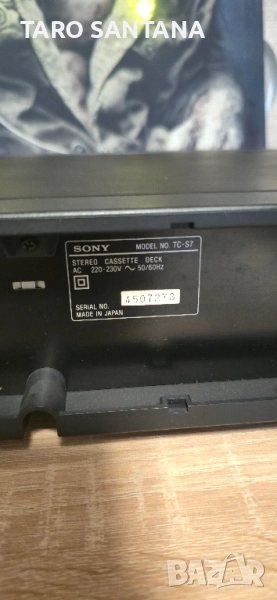 TARO SANTANA
SONY MODEL NO. TC-S7
STEREO CASSETTE DECK
AC 220-230V ~ 50/60Hz
SERIAL NO. 4507273
MADE IN JAPAN
BAZAR